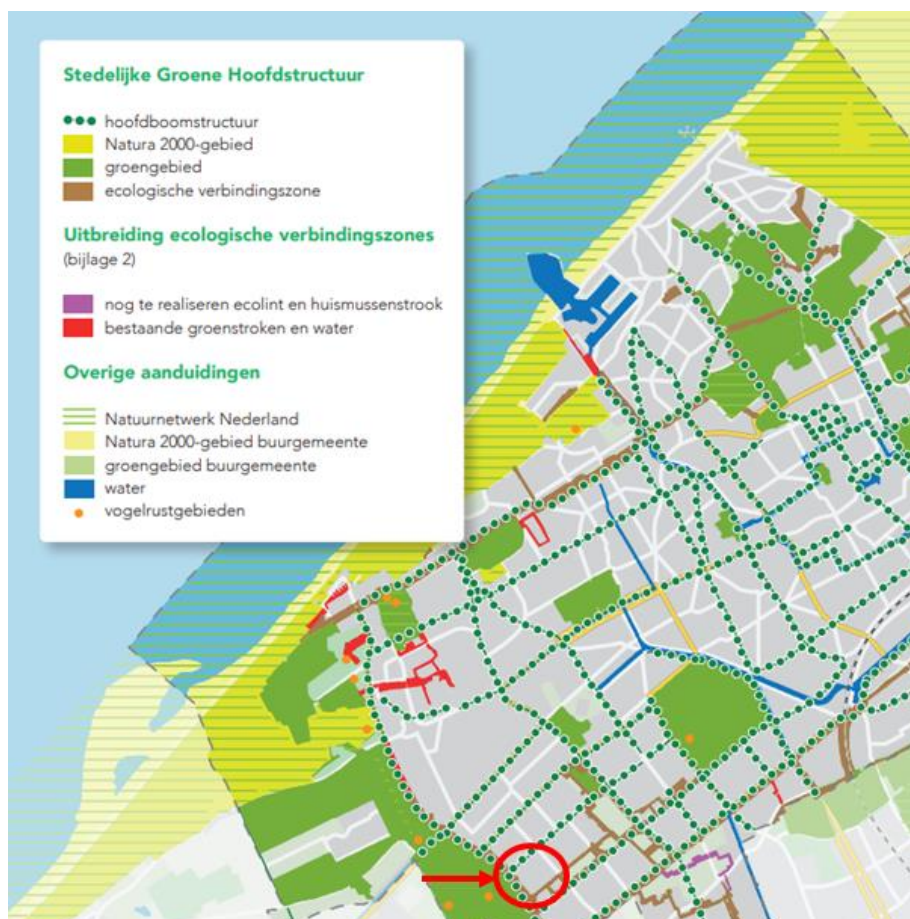 Stedelijke Groene Hoofdstructuur
hoofdboomstructuur
Natura 2000-gebied
groengebied
ecologische verbindingszone
Uitbreiding ecologische verbindingszones
(bijlage 2)
nog te realiseren ecolint en huismussenstrook
bestaande groenstroken en water
Overige aanduidingen
Natuurnetwerk Nederland
Natura 2000-gebied buurgemeente
groengebied buurgemeente
water
vogelrustgebieden